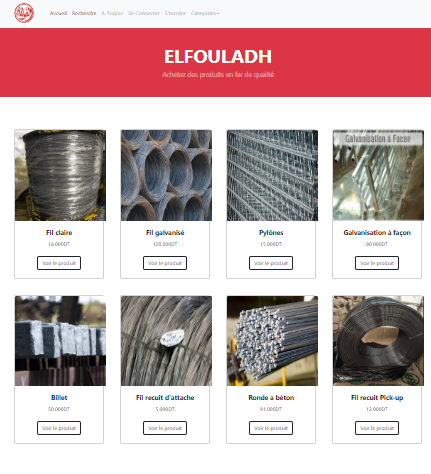 Accueil Recherche A Propos Se Connecter S'inscrire Catégories
ELFOULADH
Achetez des produits en fer de qualité
Galvanisation à Façon
Fil claire
18.000DT
Voir le produit
Fil galvanisé
120.200DT
Voir le produit
Pylônes
15.000DT
Voir le produit
Galvanisation à façon
90.000DT
Voir le produit
Billet
50.000DT
Voir le produit
Fil recuit d'attache
5.000DT
Voir le produit
Ronde a béton
91.000DT
Voir le produit
Fil recuit Pick-up
12.000DT
Voir le produit